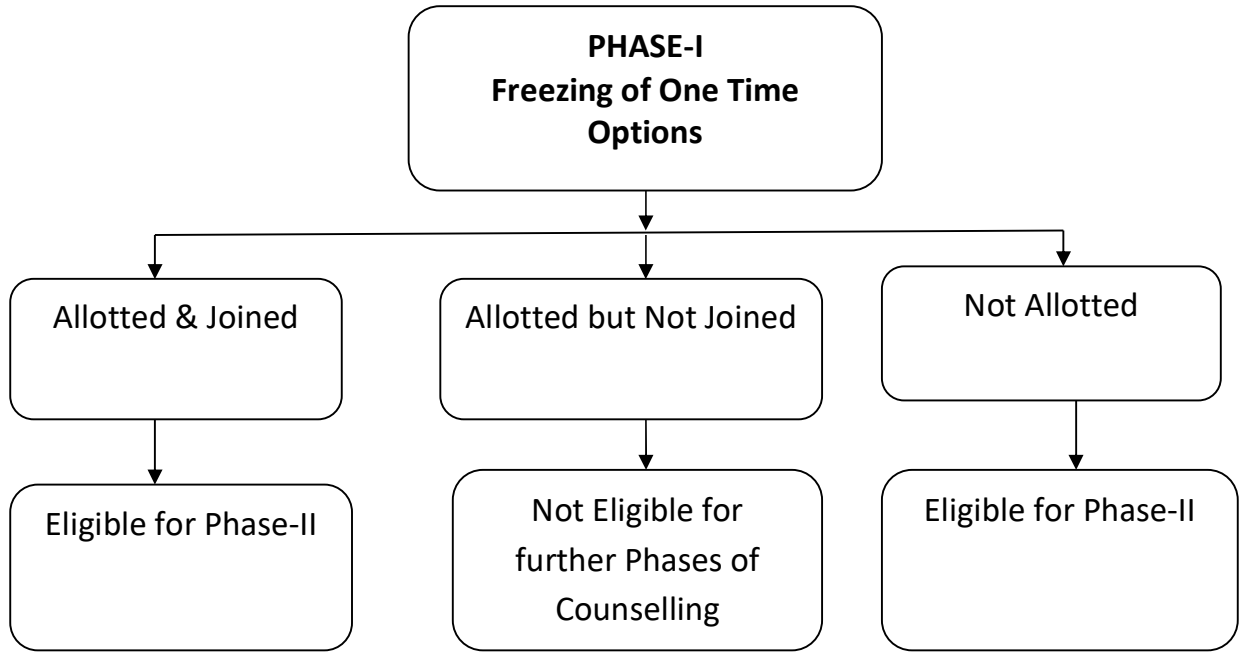 PHASE-I
Freezing of One Time
Options
Allotted & Joined
Allotted but Not Joined
Not Allotted
Eligible for Phase-II
Not Eligible for
further Phases of
Counselling
Eligible for Phase-II